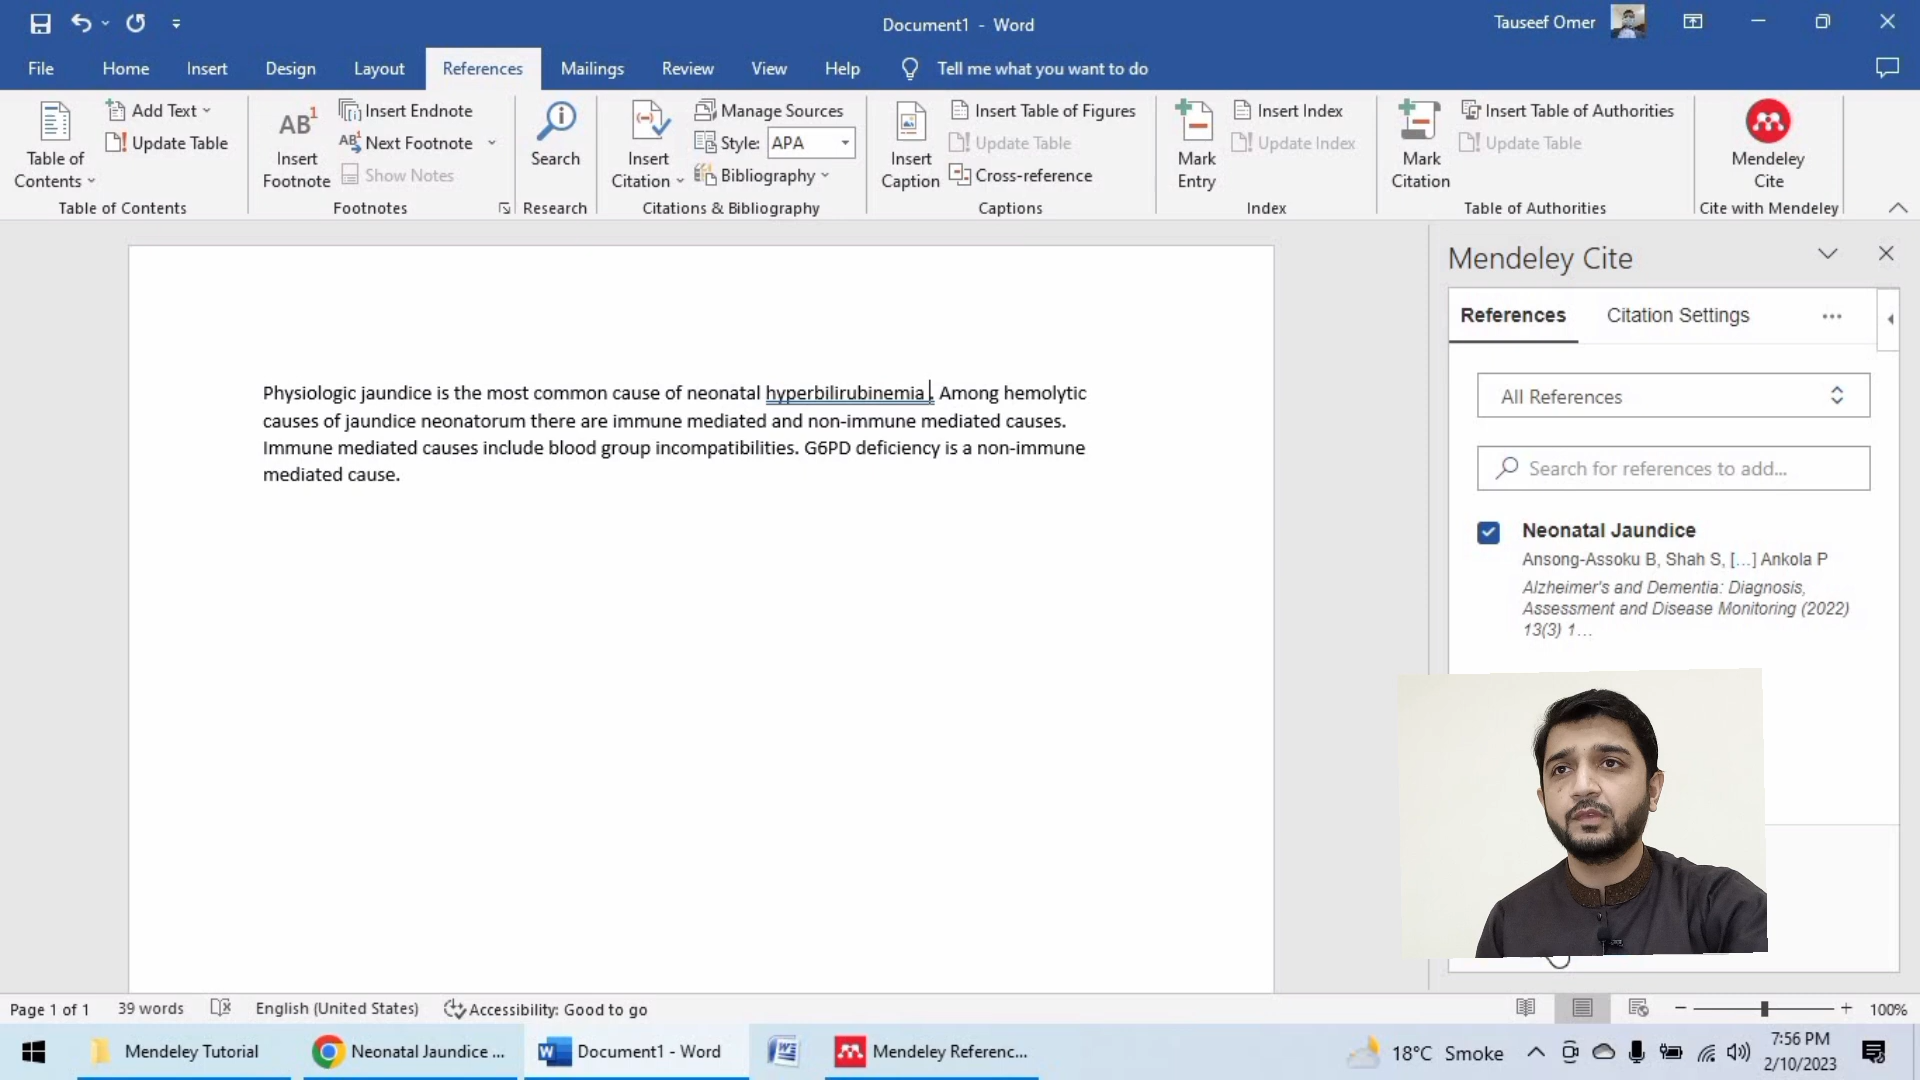 Document1 - Word
Tauseef Omer
File Home Insert Design Layout References Mailings Review View Help Tell me what you want to do
Table of Contents
Add Text
Update Table
Table of Contents
AB1
Insert Footnote
Insert Endnote
Next Footnote
Show Notes
Footnotes
Search
Research
Insert Citation
Manage Sources
Style: APA
Bibliography
Citations & Bibliography
Insert Caption
Insert Table of Figures
Update Table
Cross-reference
Captions
Mark Entry
Insert Index
Update Index
Index
Mark Citation
Insert Table of Authorities
Update Table
Table of Authorities
Mendeley Cite
Cite with Mendeley
Physiologic jaundice is the most common cause of neonatal hyperbilirubinemia . Among hemolytic
causes of jaundice neonatorum there are immune mediated and non-immune mediated causes.
Immune mediated causes include blood group incompatibilities. G6PD deficiency is a non-immune
mediated cause.
Mendeley Cite
References Citation Settings ...
All References
Search for references to add...
Neonatal Jaundice
Ansong-Assoku B, Shah S, [...] Ankola P
Alzheimer's and Dementia: Diagnosis,
Assessment and Disease Monitoring (2022)
13(3) 1...
Page 1 of 1 39 words English (United States) Accessibility: Good to go 100%
Mendeley Tutorial Neonatal Jaundice ... Document1 - Word Mendeley Referenc... 18°C Smoke
7:56 PM
2/10/2023